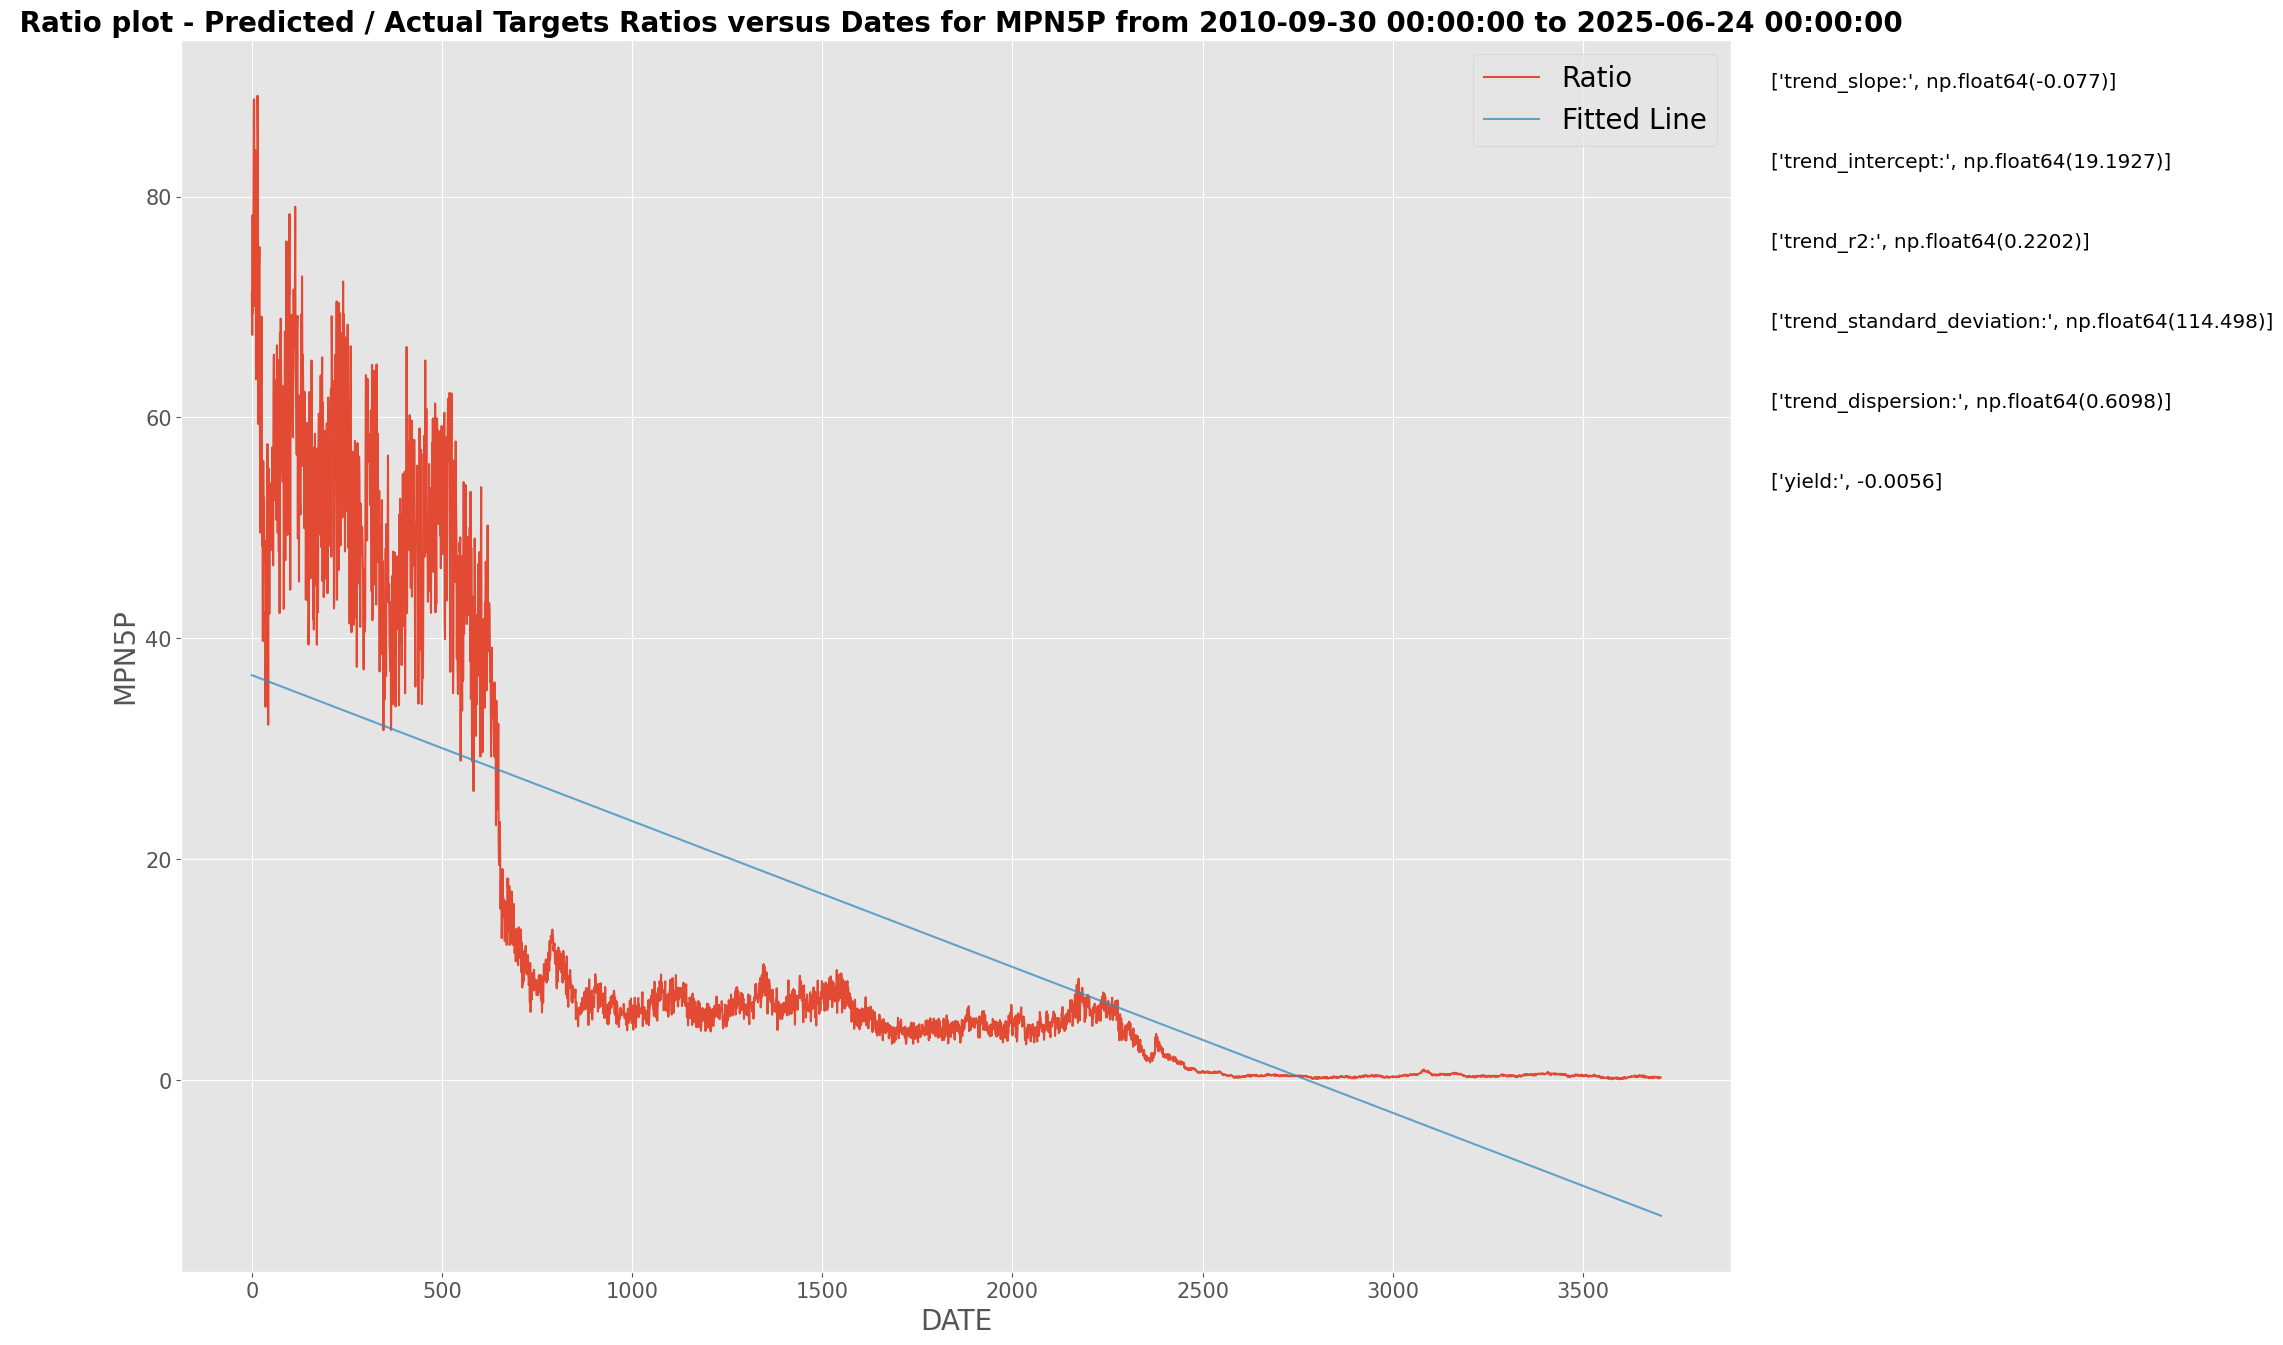 Ratio plot - Predicted / Actual Targets Ratios versus Dates for MPN5P from 2010-09-30 00:00:00 to 2025-06-24 00:00:00
Ratio
Fitted Line
['trend_slope:', np.float64(-0.077)]
['trend_intercept:', np.float64(19.1927)]
['trend_r2:', np.float64(0.2202)]
['trend_standard_deviation:', np.float64(114.498)]
['trend_dispersion:', np.float64(0.6098)]
['yield:', -0.0056]
MPN5P
80
60
40
20
0
0 500 1000 1500 2000 2500 3000 3500
DATE